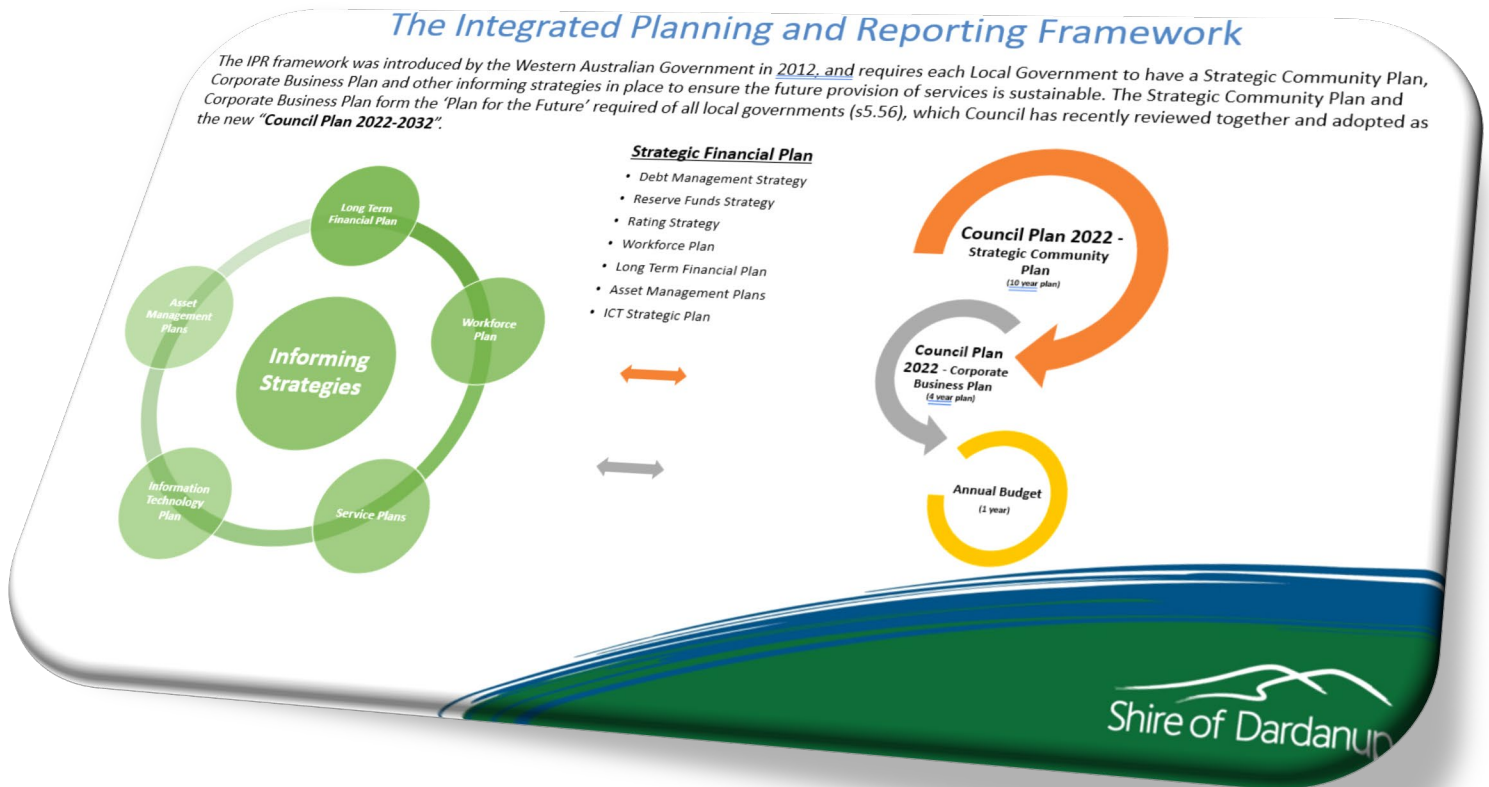 The Integrated Planning and Reporting Framework
The IPR framework was introduced by the Western Australian Government in 2012, and requires each Local Government to have a Strategic Community Plan,
Corporate Business Plan and other informing strategies in place to ensure the future provision of services is sustainable. The Strategic Community Plan and
Corporate Business Plan form the 'Plan for the Future' required of all local governments (s5.56), which Council has recently reviewed together and adopted as
the new "Council Plan 2022-2032".
Long Term
Financial Plan
Asset
Management
Plans
Workforce
Plan
Informing
Strategies
Information
Technology
Plan
Service Plans
Strategic Financial Plan
• Debt Management Strategy
• Reserve Funds Strategy
• Rating Strategy
• Workforce Plan
• Long Term Financial Plan
• Asset Management Plans
• ICT Strategic Plan
Council Plan 2022 -
Strategic Community
Plan
(10 year plan)
Council Plan
2022 - Corporate
Business Plan
(4 year plan)
Annual Budget
(1 year)
Shire of Dardanup